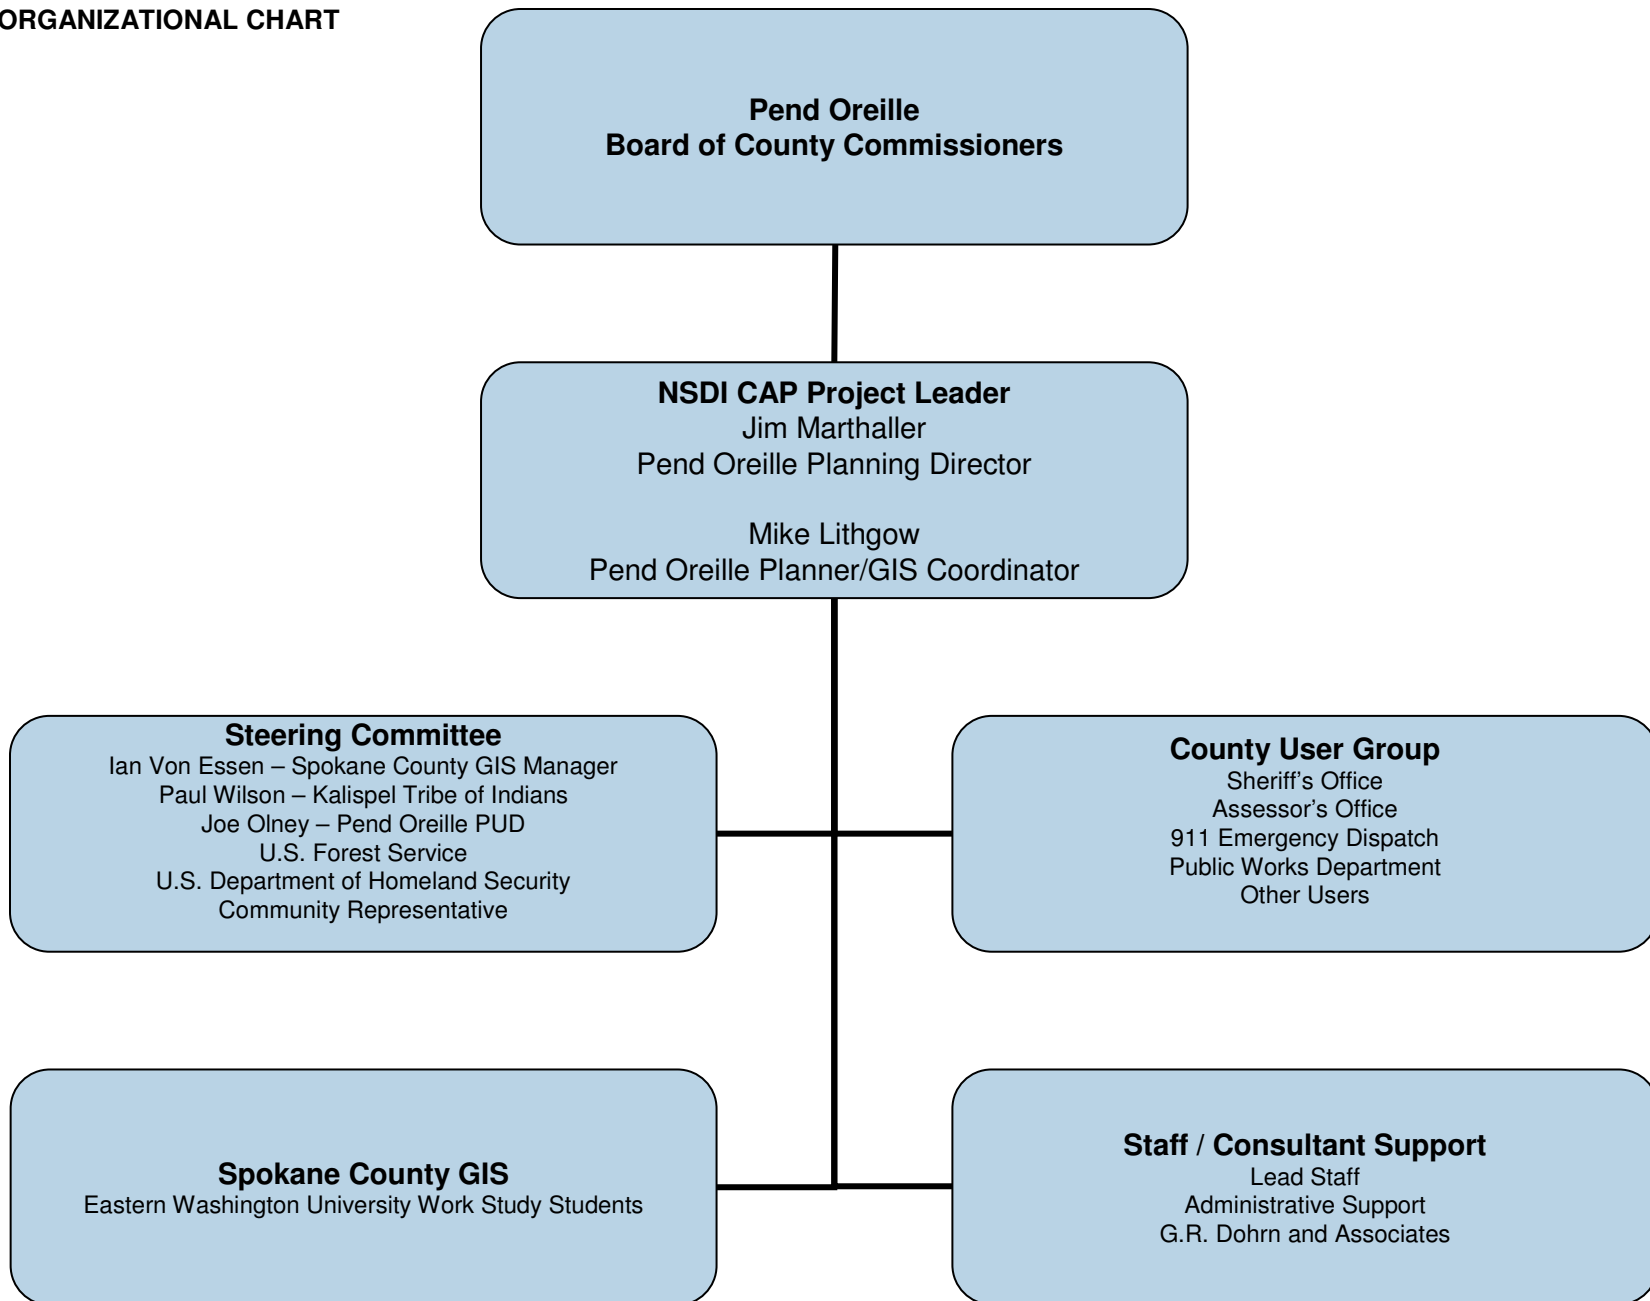 ORGANIZATIONAL CHART
Pend Oreille
Board of County Commissioners
NSDI CAP Project Leader
Jim Marthaller
Pend Oreille Planning Director
Mike Lithgow
Pend Oreille Planner/GIS Coordinator
Steering Committee
Ian Von Essen – Spokane County GIS Manager
Paul Wilson – Kalispel Tribe of Indians
Joe Olney – Pend Oreille PUD
U.S. Forest Service
U.S. Department of Homeland Security
Community Representative
County User Group
Sheriff’s Office
Assessor’s Office
911 Emergency Dispatch
Public Works Department
Other Users
Spokane County GIS
Eastern Washington University Work Study Students
Staff / Consultant Support
Lead Staff
Administrative Support
G.R. Dohrn and Associates